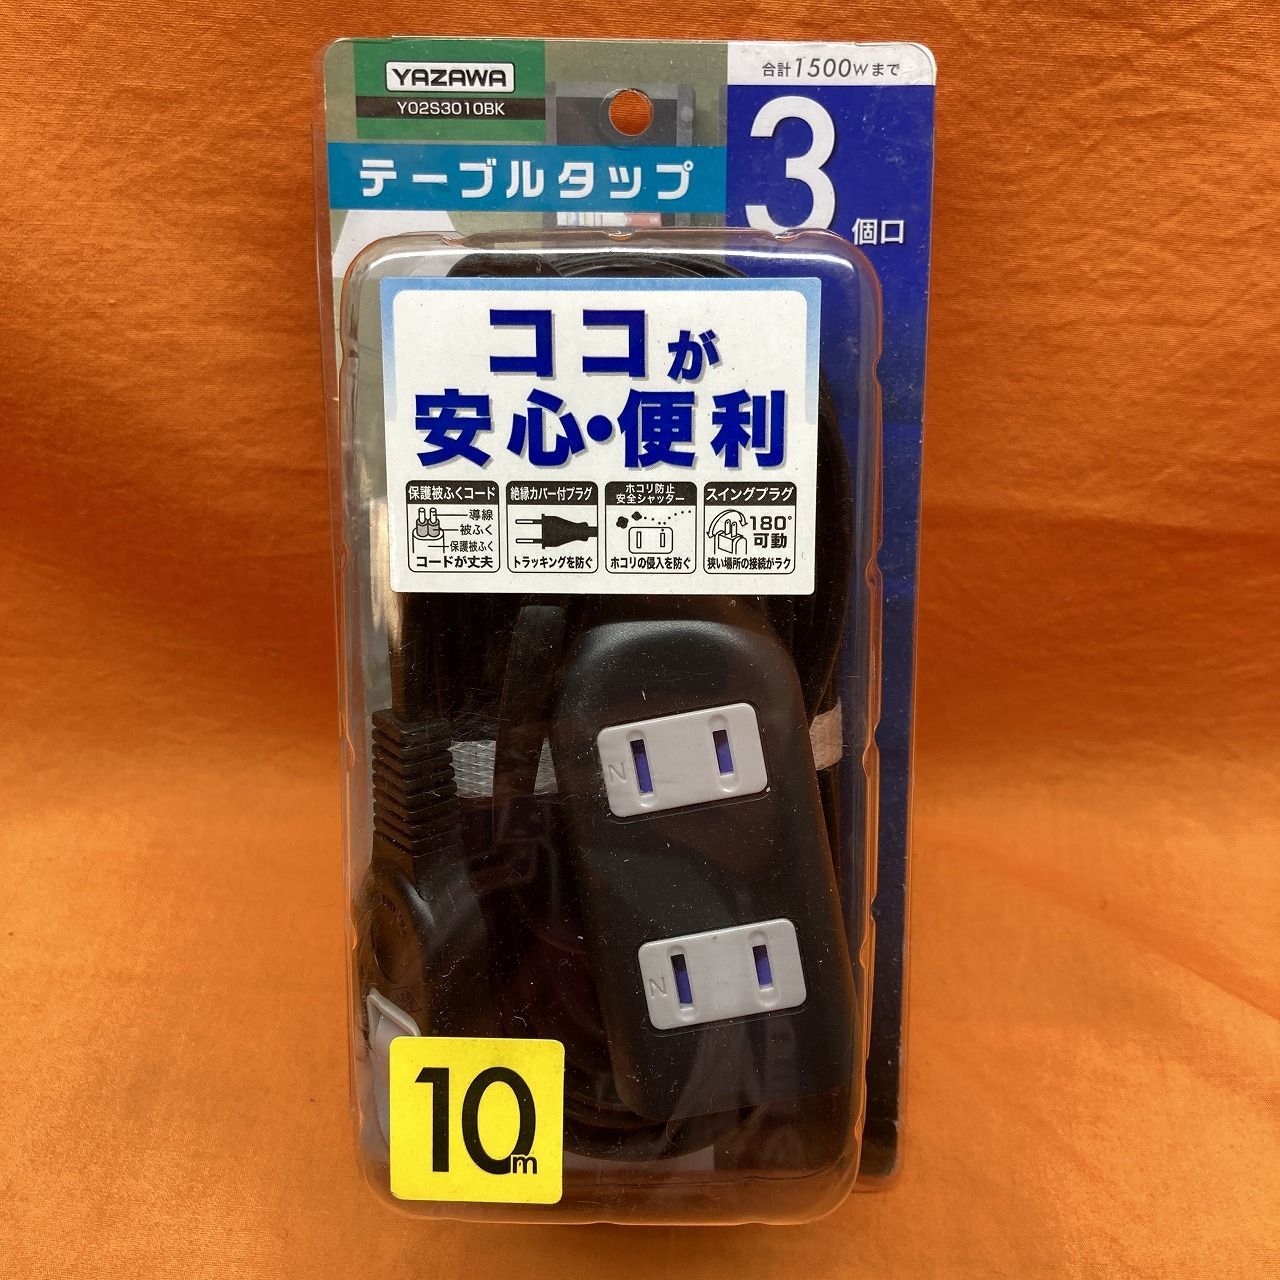 YAZAWA
Y02S3010BK
合計1500Wまで
テーブルタップ
3個口
ココが
安心・便利
保護被ふくコード
導線
被ふく
保護被ふく
コードが丈夫
絶縁カバー付プラグ
トラッキングを防ぐ
ホコリ防止
安全シャッター
ホコリの侵入を防ぐ
スイングプラグ
180°
可動
狭い場所の接続がラク
N
N
10m